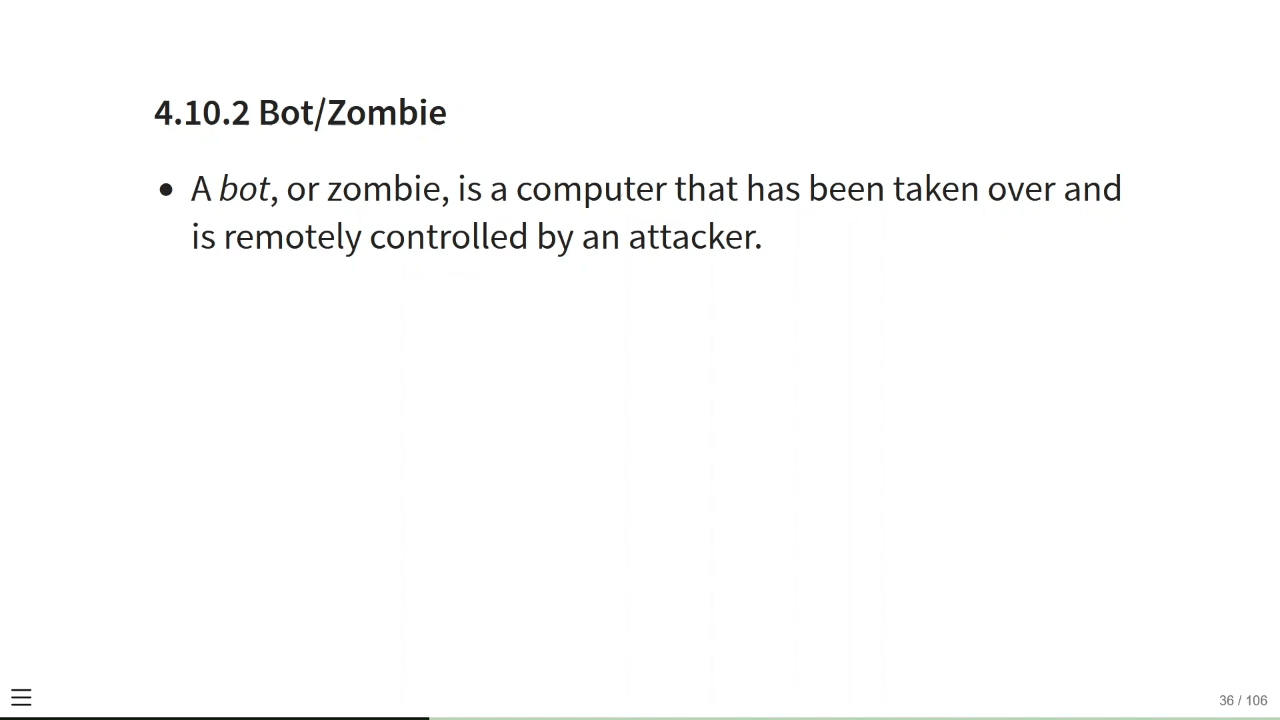 4.10.2 Bot/Zombie
• A bot, or zombie, is a computer that has been taken over and
is remotely controlled by an attacker.
36 / 106